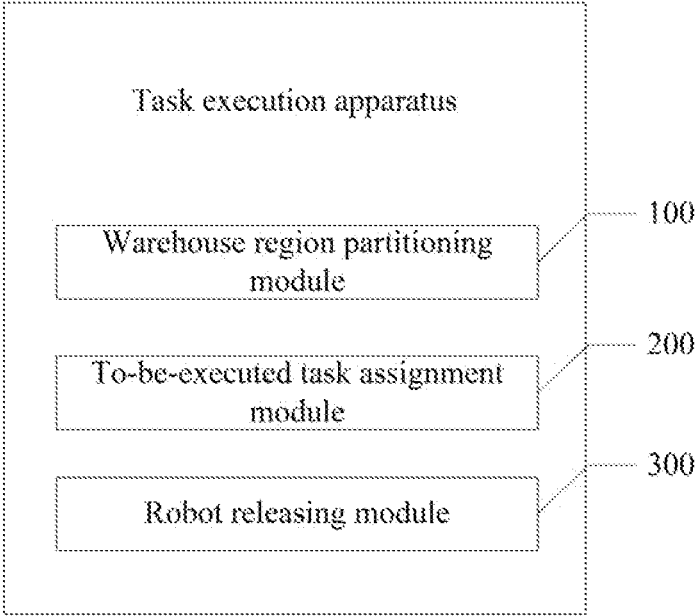 Task execution apparatus
100
Warehouse region partitioning
module
200
To-be-executed task assignment
module
300
Robot releasing module